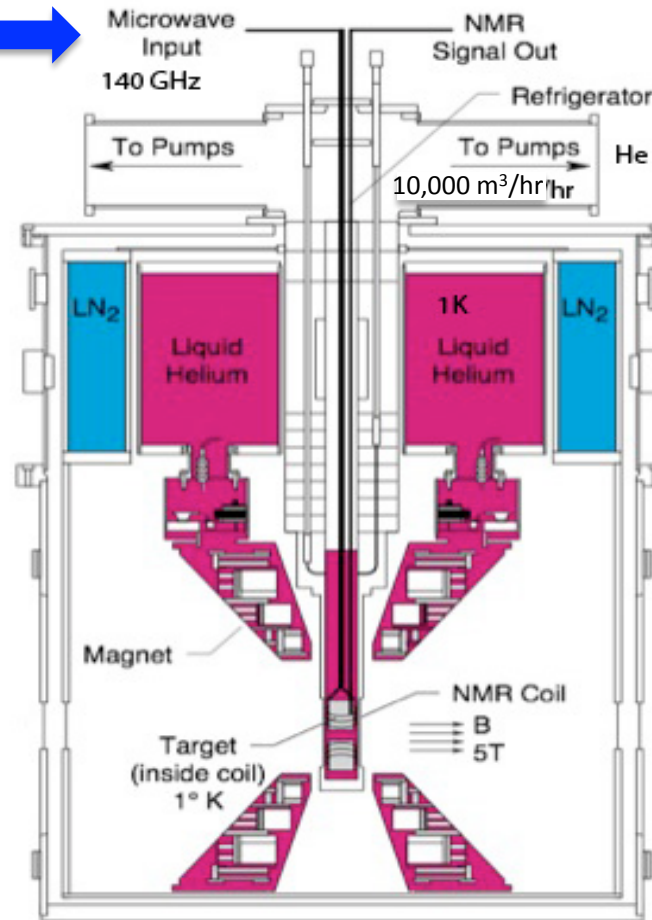 Microwave
Input
140 GHz
NMR
Signal Out
Refrigerator
To Pumps
To Pumps
He
10,000 m³/hr/hr
LN₂
Liquid
Helium
1K
Liquid
Helium
LN₂
Magnet
NMR Coil
B
5T
Target
(inside coil)
1° K